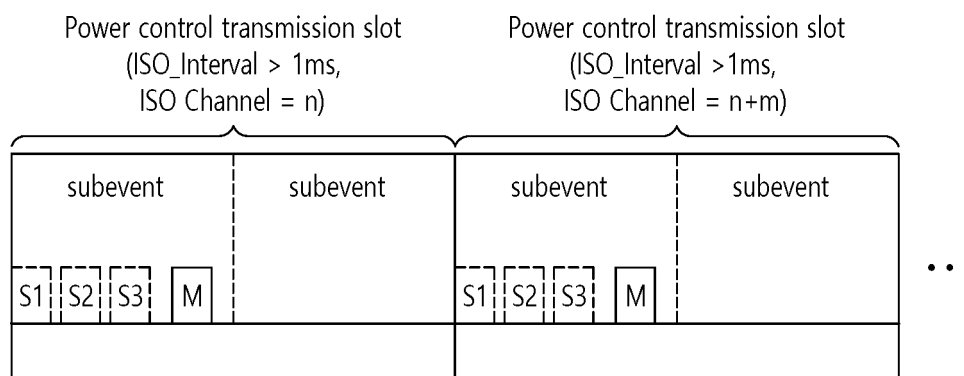 Power control transmission slot
(ISO_Interval > 1ms,
ISO Channel = n)
Power control transmission slot
(ISO_Interval >1ms,
ISO Channel = n+m)
subevent subevent subevent subevent
S1 S2 S3 M S1 S2 S3 M